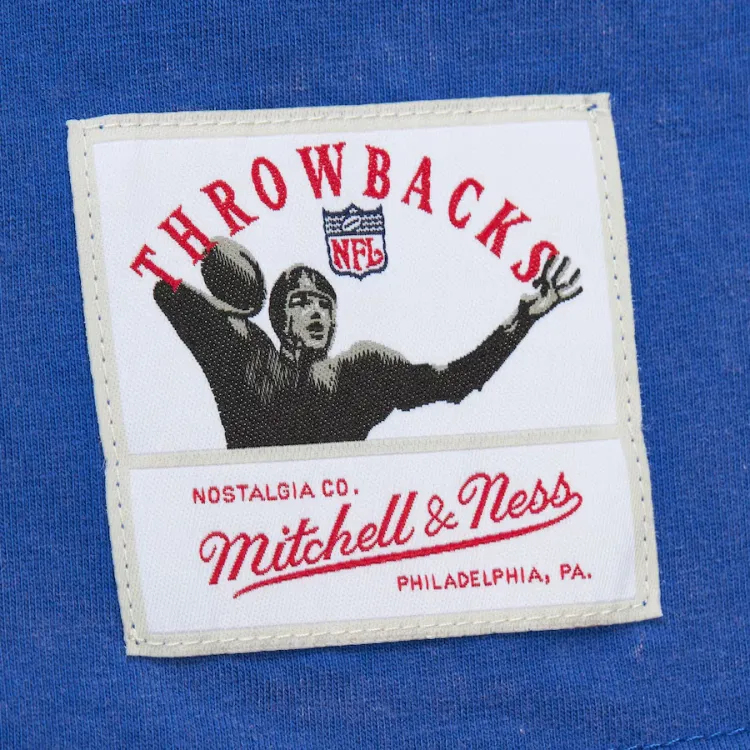 THROWBACKS
NFL
NOSTALGIA CO.
Mitchell & Ness
PHILADELPHIA, PA.